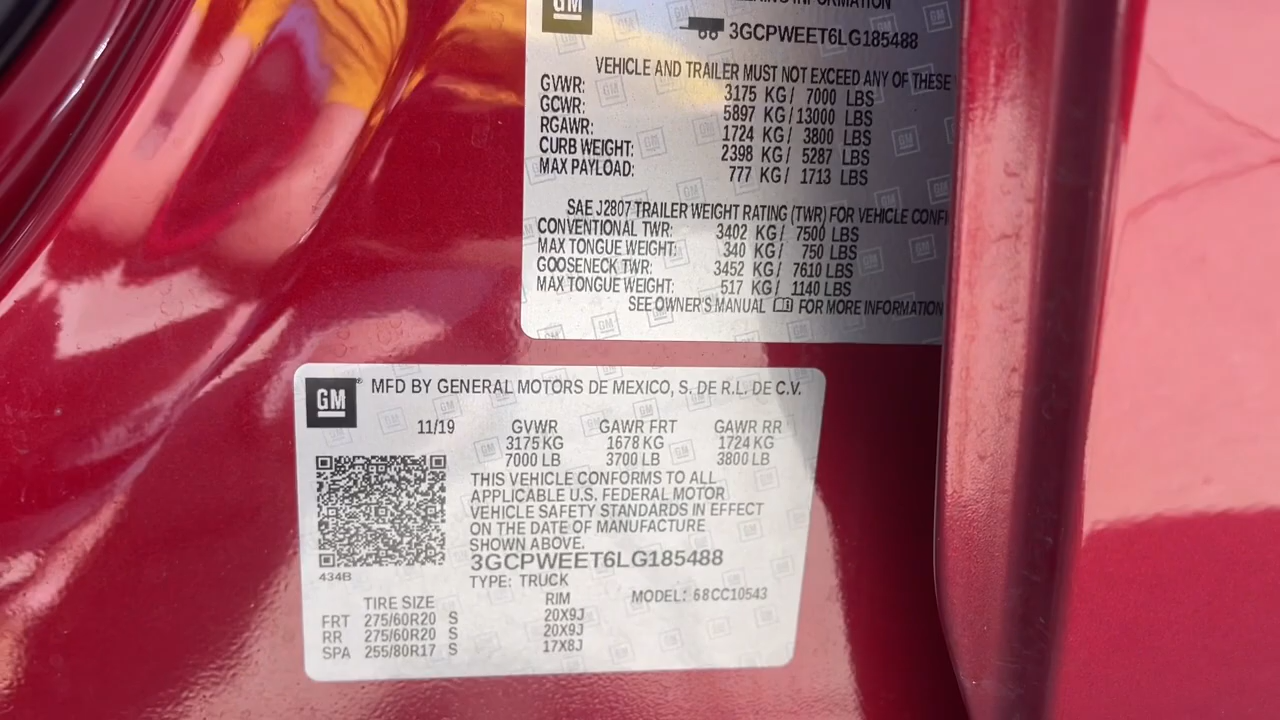 GM
INFORMATION
3GCPWEET6LG185488
VEHICLE AND TRAILER MUST NOT EXCEED ANY OF THESE
GVWR: 3175 KG/ 7000 LBS
GCWR: 5897 KG/13000 LBS
RGAWR: 1724 KG/ 3800 LBS
CURB WEIGHT: 2398 KG/ 5287 LBS
MAX PAYLOAD: 777 KG/ 1713 LBS
SAE J2807 TRAILER WEIGHT RATING (TWR) FOR VEHICLE
CONVENTIONAL TWR: 3402 KG/ 7500 LBS
MAX TONGUE WEIGHT: 340 KG/ 750 LBS
GOOSENECK TWR: 3452 KG/ 7610 LBS
MAX TONGUE WEIGHT: 517 KG/ 1140 LBS
SEE OWNER'S MANUAL FOR MORE INFORMATION
GM® MFD BY GENERAL MOTORS DE MEXICO, S. DE R.L. DE C.V.
11/19 GVWR GAWR FRT GAWR RR
3175 KG 1678 KG 1724 KG
7000 LB 3700 LB 3800 LB
THIS VEHICLE CONFORMS TO ALL
APPLICABLE U.S. FEDERAL MOTOR
VEHICLE SAFETY STANDARDS IN EFFECT
ON THE DATE OF MANUFACTURE
SHOWN ABOVE.
3GCPWEET6LG185488
434B
TYPE: TRUCK
MODEL: 68CC10543
TIRE SIZE RIM
FRT 275/60R20 S 20X9J
RR 275/60R20 S 20X9J
SPA 255/80R17 S 17X8J